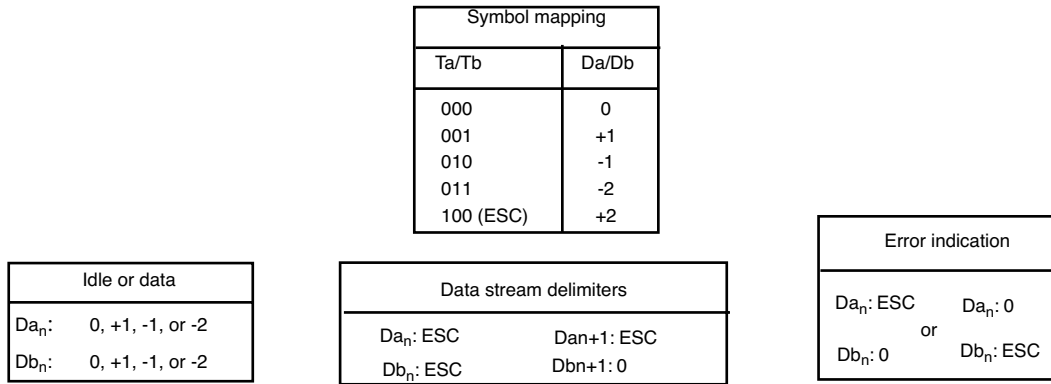 Symbol mapping
Ta/Tb Da/Db
000 0
001 +1
010 -1
011 -2
100 (ESC) +2
Idle or data
Daₙ: 0, +1, -1, or -2
Dbₙ: 0, +1, -1, or -2
Data stream delimiters
Daₙ: ESC Dan+1: ESC
Dbₙ: ESC Dbn+1: 0
Error indication
Daₙ: ESC Daₙ: 0
or
Dbₙ: 0 Dbₙ: ESC